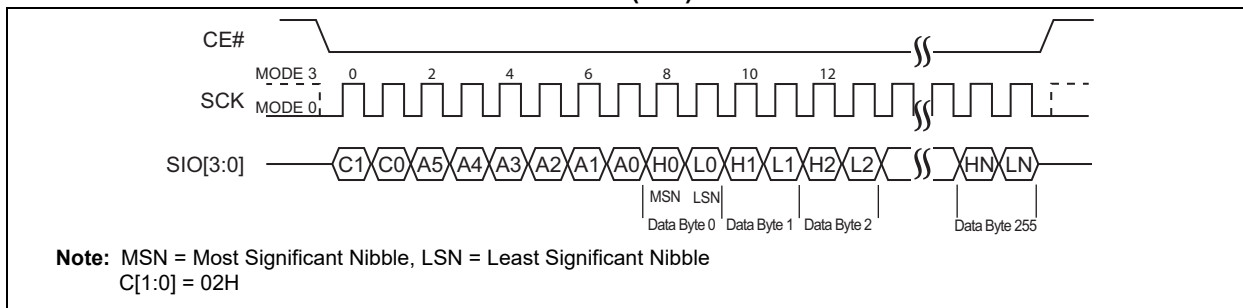 CE#
MODE 3 0 2 4 6 8 10 12
SCK
MODE 0
SIO[3:0] C1 C0 A5 A4 A3 A2 A1 A0 H0 L0 H1 L1 H2 L2 HN LN
MSN LSN
Data Byte 0 Data Byte 1 Data Byte 2 Data Byte 255
Note: MSN = Most Significant Nibble, LSN = Least Significant Nibble
C[1:0] = 02H